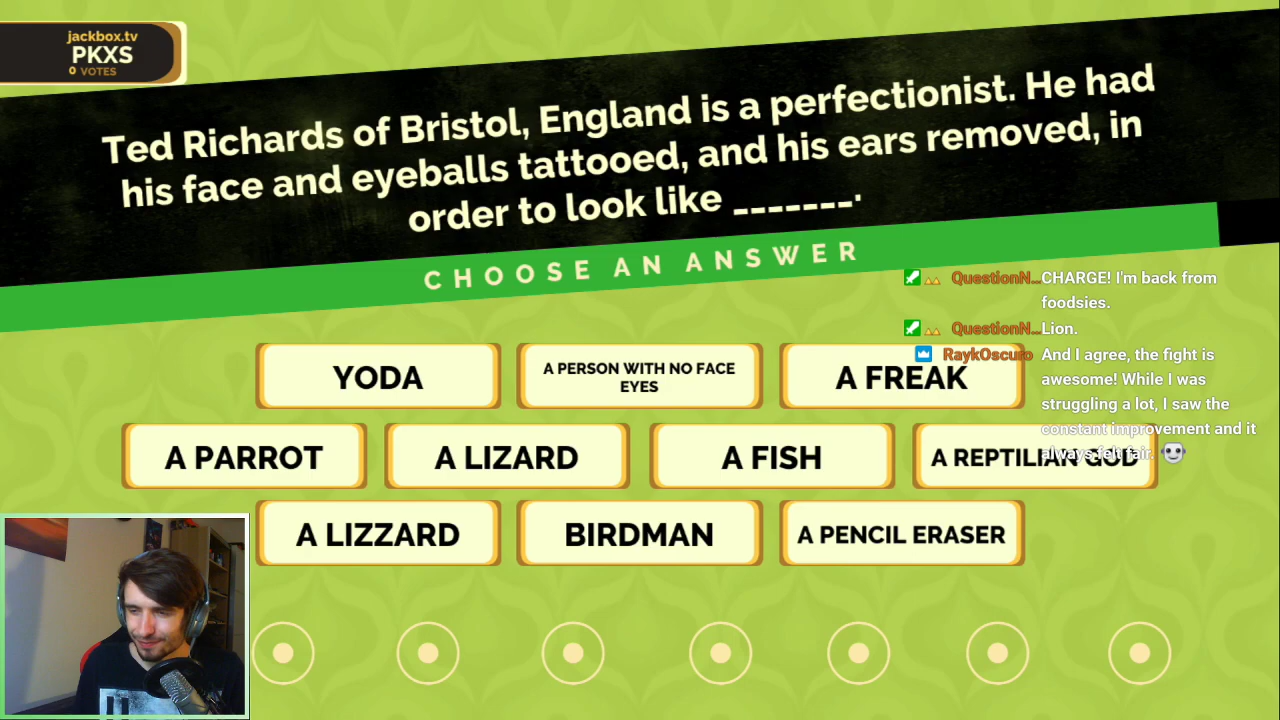 jackbox.tv
PKXS
0 VOTES
Ted Richards of Bristol, England is a perfectionist. He had
his face and eyeballs tattooed, and his ears removed, in
order to look like _______.
CHOOSE AN ANSWER
QuestionN...CHARGE! I'm back from
foodsies.
QuestionN...Lion.
RaykOscuro And I agree, the fight is
awesome! While I was
struggling a lot, I saw the
constant improvement and it
always felt fair.
YODA
A PERSON WITH NO FACE
EYES
A FREAK
A PARROT
A LIZARD
A FISH
A REPTILIAN GOD
A LIZZARD
BIRDMAN
A PENCIL ERASER